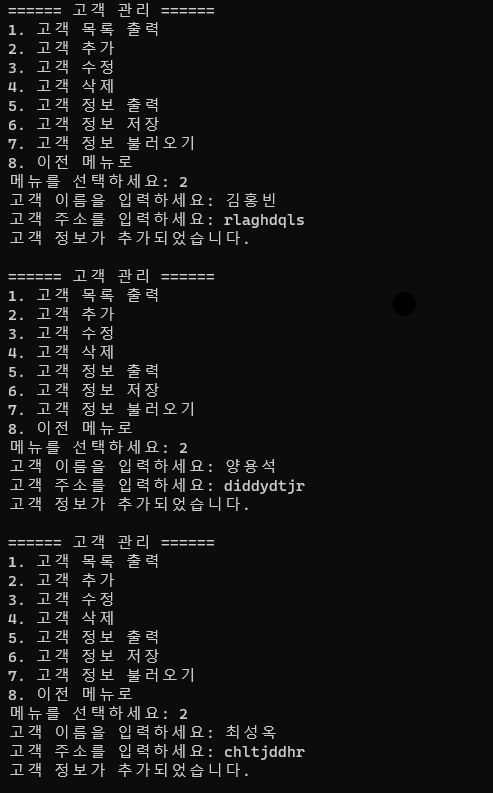 ====== 고객 관리 ======
1. 고객 목록 출력
2. 고객 추가
3. 고객 수정
4. 고객 삭제
5. 고객 정보 출력
6. 고객 정보 저장
7. 고객 정보 불러오기
8. 이전 메뉴로
메뉴를 선택하세요: 2
고객 이름을 입력하세요: 김홍빈
고객 주소를 입력하세요: rlaghdqls
고객 정보가 추가되었습니다.

====== 고객 관리 ======
1. 고객 목록 출력
2. 고객 추가
3. 고객 수정
4. 고객 삭제
5. 고객 정보 출력
6. 고객 정보 저장
7. 고객 정보 불러오기
8. 이전 메뉴로
메뉴를 선택하세요: 2
고객 이름을 입력하세요: 양용석
고객 주소를 입력하세요: diddydtjr
고객 정보가 추가되었습니다.

====== 고객 관리 ======
1. 고객 목록 출력
2. 고객 추가
3. 고객 수정
4. 고객 삭제
5. 고객 정보 출력
6. 고객 정보 저장
7. 고객 정보 불러오기
8. 이전 메뉴로
메뉴를 선택하세요: 2
고객 이름을 입력하세요: 최성옥
고객 주소를 입력하세요: chltjddhr
고객 정보가 추가되었습니다.